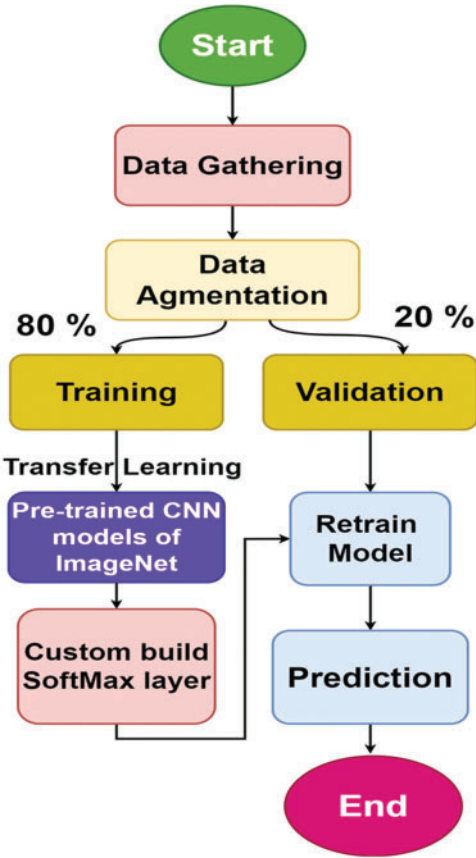 Start
Data Gathering
Data
Agmentation
80 %
20 %
Training
Validation
Transfer Learning
Pre-trained CNN
models of
ImageNet
Retrain
Model
Custom build
SoftMax layer
Prediction
End